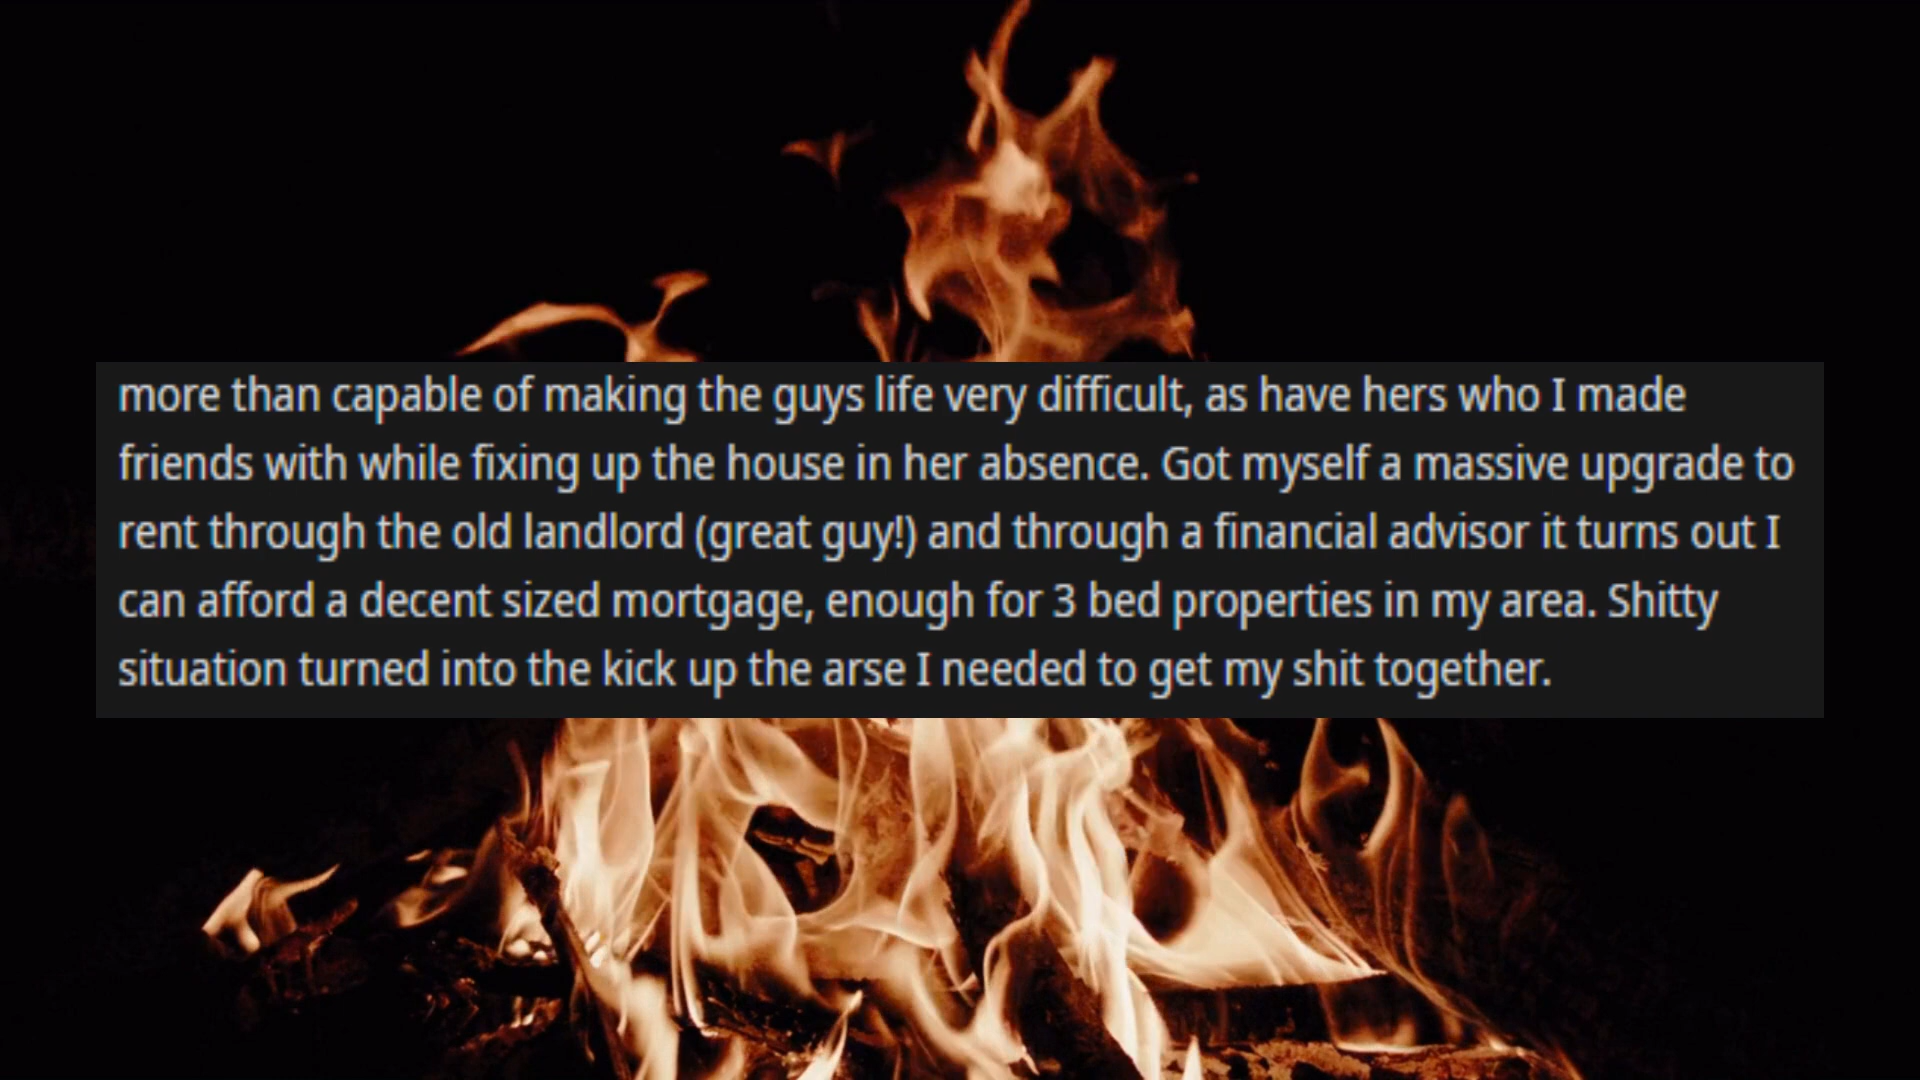 more than capable of making the guys life very difficult, as have hers who I made
friends with while fixing up the house in her absence. Got myself a massive upgrade to
rent through the old landlord (great guy!) and through a financial advisor it turns out I
can afford a decent sized mortgage, enough for 3 bed properties in my area. Shitty
situation turned into the kick up the arse I needed to get my shit together.